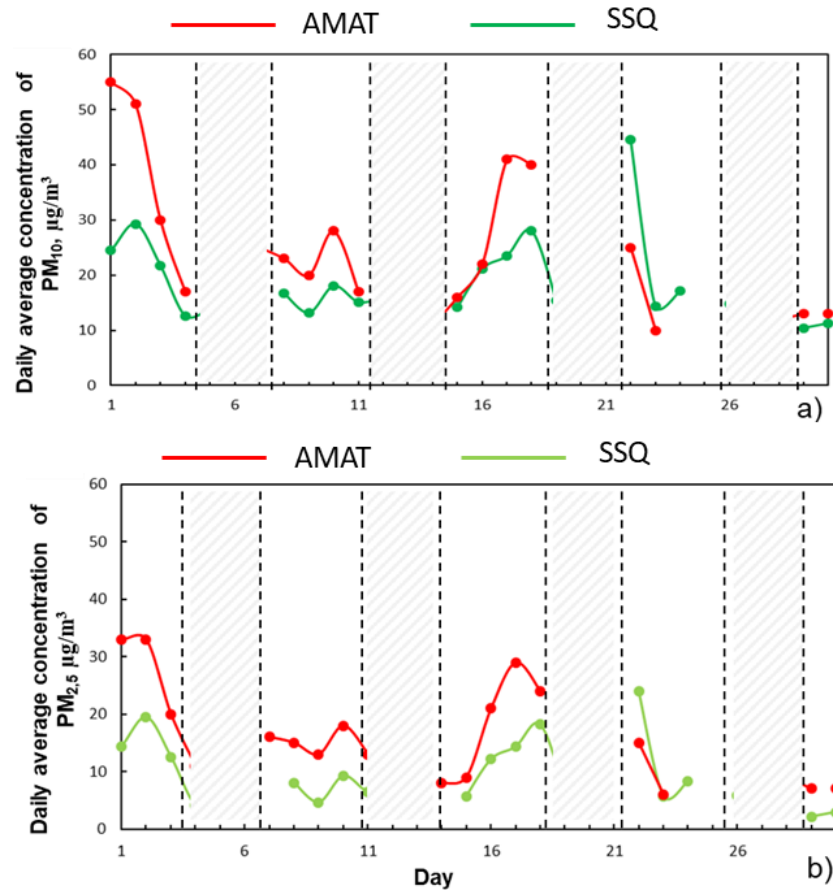 AMAT SSQ
Daily average concentration of
PM10, µg/m3
60
50
40
30
20
10
0
1 6 11 16 21 26
a)
AMAT SSQ
Daily average concentration of
PM2,5 µg/m3
60
50
40
30
20
10
0
1 6 11 16 21 26
Day
b)